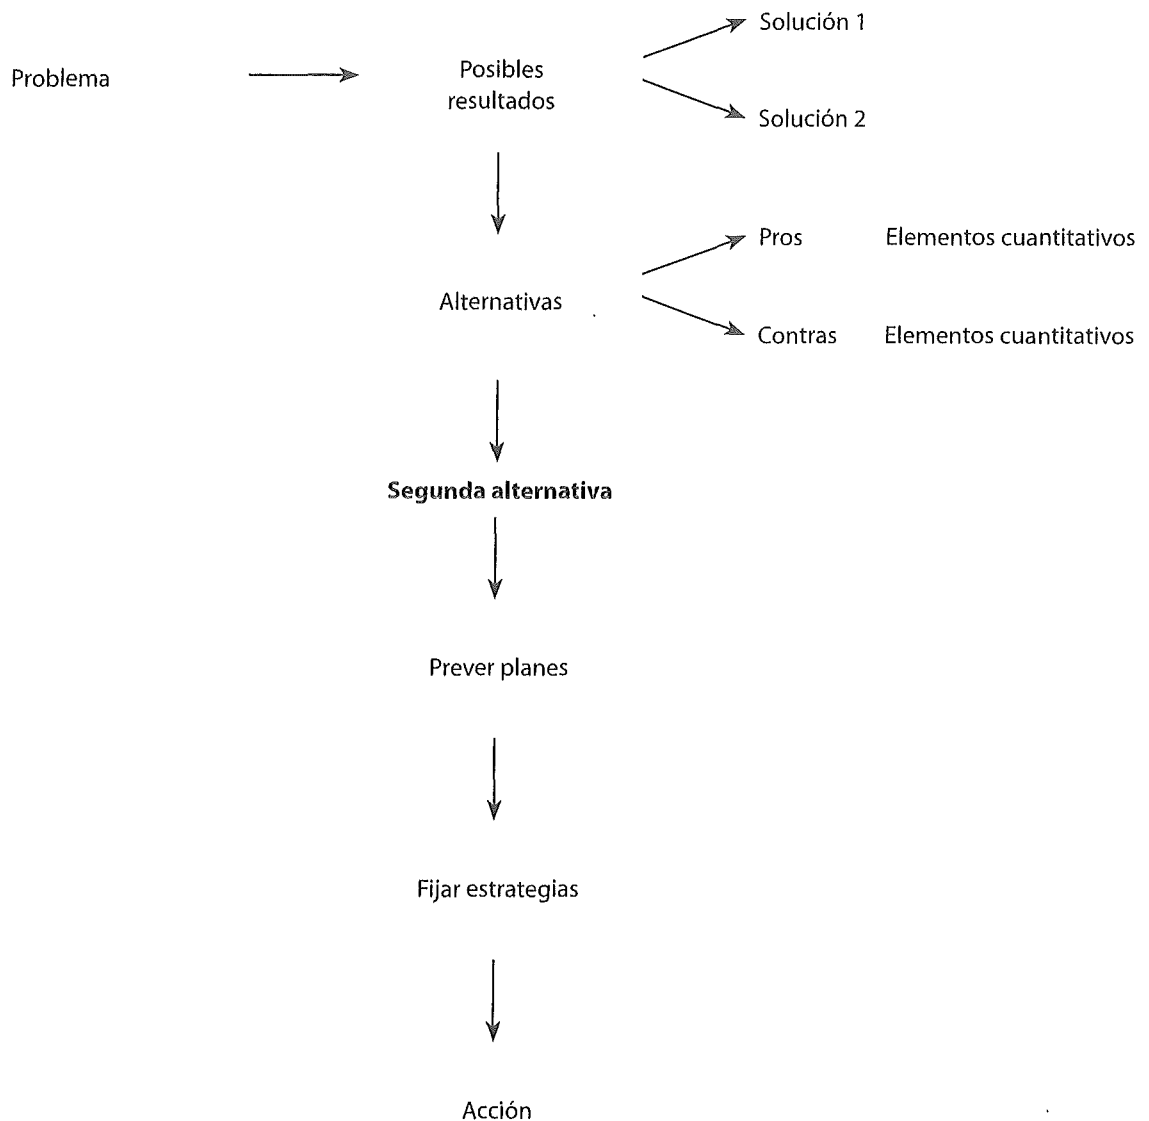 Solución 1
Problema
Posibles
resultados
Solución 2
Pros Elementos cuantitativos
Alternativas
Contras Elementos cuantitativos
Segunda alternativa
Prever planes
Fijar estrategias
Acción